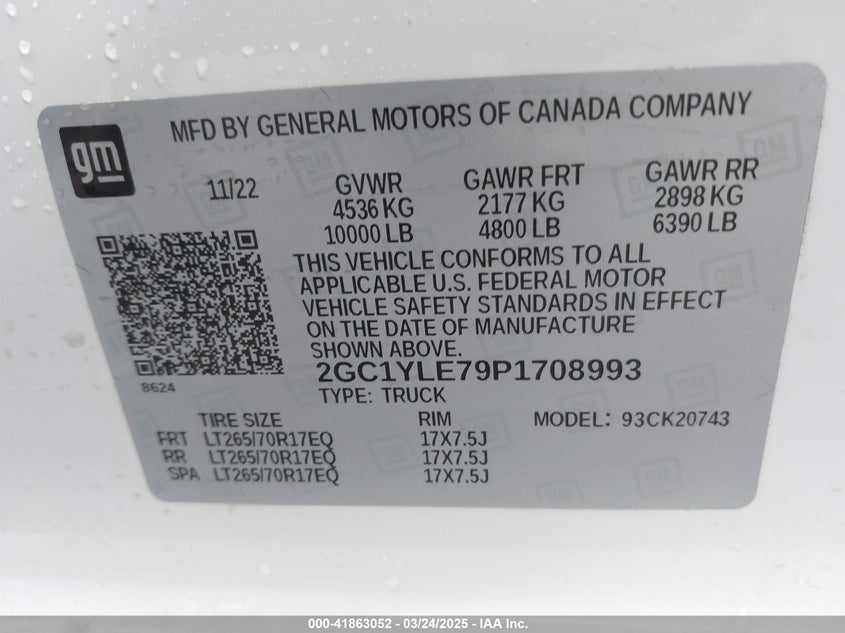 MFD BY GENERAL MOTORS OF CANADA COMPANY
gm
11/22 GVWR GAWR FRT GAWR RR
4536 KG 2177 KG 2898 KG
10000 LB 4800 LB 6390 LB
THIS VEHICLE CONFORMS TO ALL
APPLICABLE U.S. FEDERAL MOTOR
VEHICLE SAFETY STANDARDS IN EFFECT
ON THE DATE OF MANUFACTURE
SHOWN ABOVE.
8624
2GC1YLE79P1708993
TYPE: TRUCK
TIRE SIZE RIM MODEL: 93CK20743
FRT LT265/70R17EQ 17X7.5J
RR LT265/70R17EQ 17X7.5J
SPA LT265/70R17EQ 17X7.5J
000-41863052 - 03/24/2025 - IAA Inc.